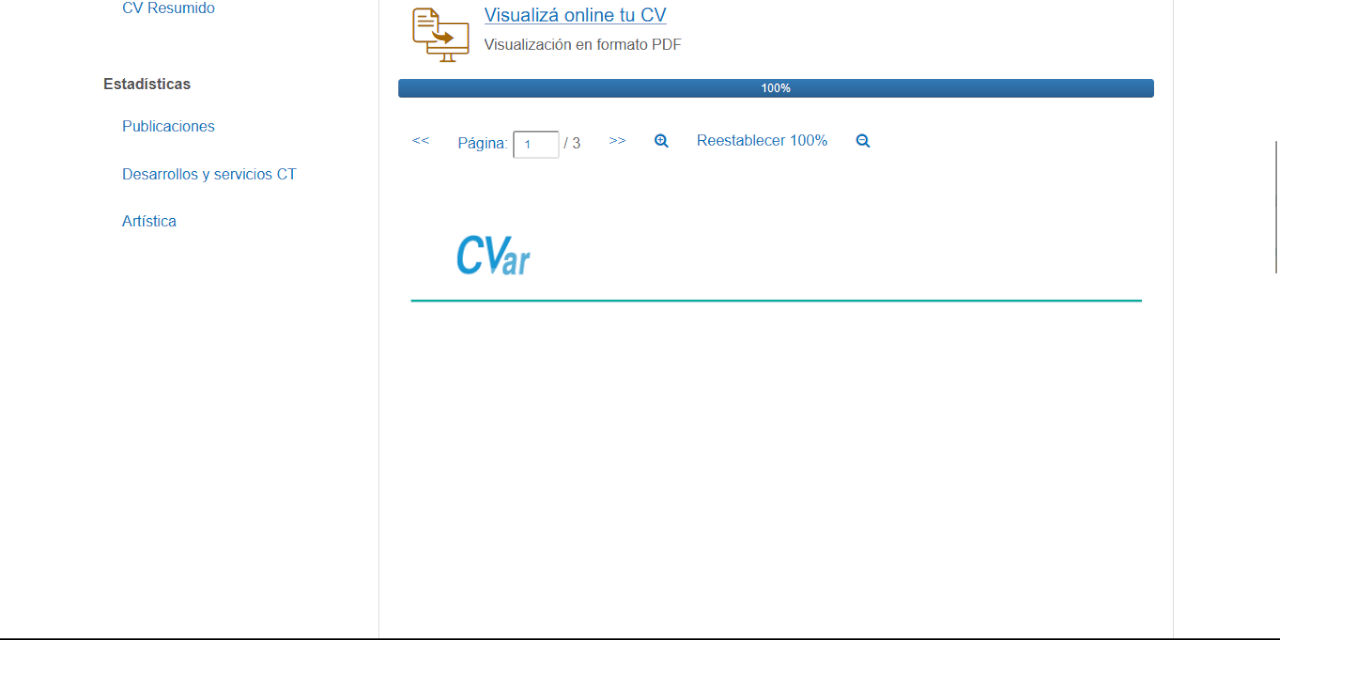 CV Resumido
Estadísticas
Publicaciones
Desarrollos y servicios CT
Artística
Visualizá online tu CV
Visualización en formato PDF
100%
<< Página: 1 / 3 >> Reestablecer 100%
CVar